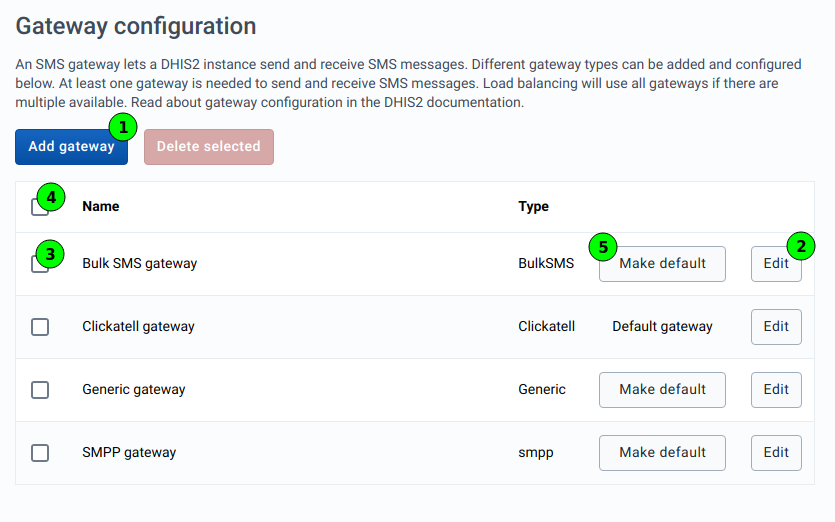 Gateway configuration
An SMS gateway lets a DHIS2 instance send and receive SMS messages. Different gateway types can be added and configured
below. At least one gateway is needed to send and receive SMS messages. Load balancing will use all gateways if there are
multiple available. Read about gateway configuration in the DHIS2 documentation.
1
Add gateway Delete selected
4
Name Type
3 5 2
Bulk SMS gateway BulkSMS Make default Edit
Clickatell gateway Clickatell Default gateway Edit
Generic gateway Generic Make default Edit
SMPP gateway smpp Make default Edit